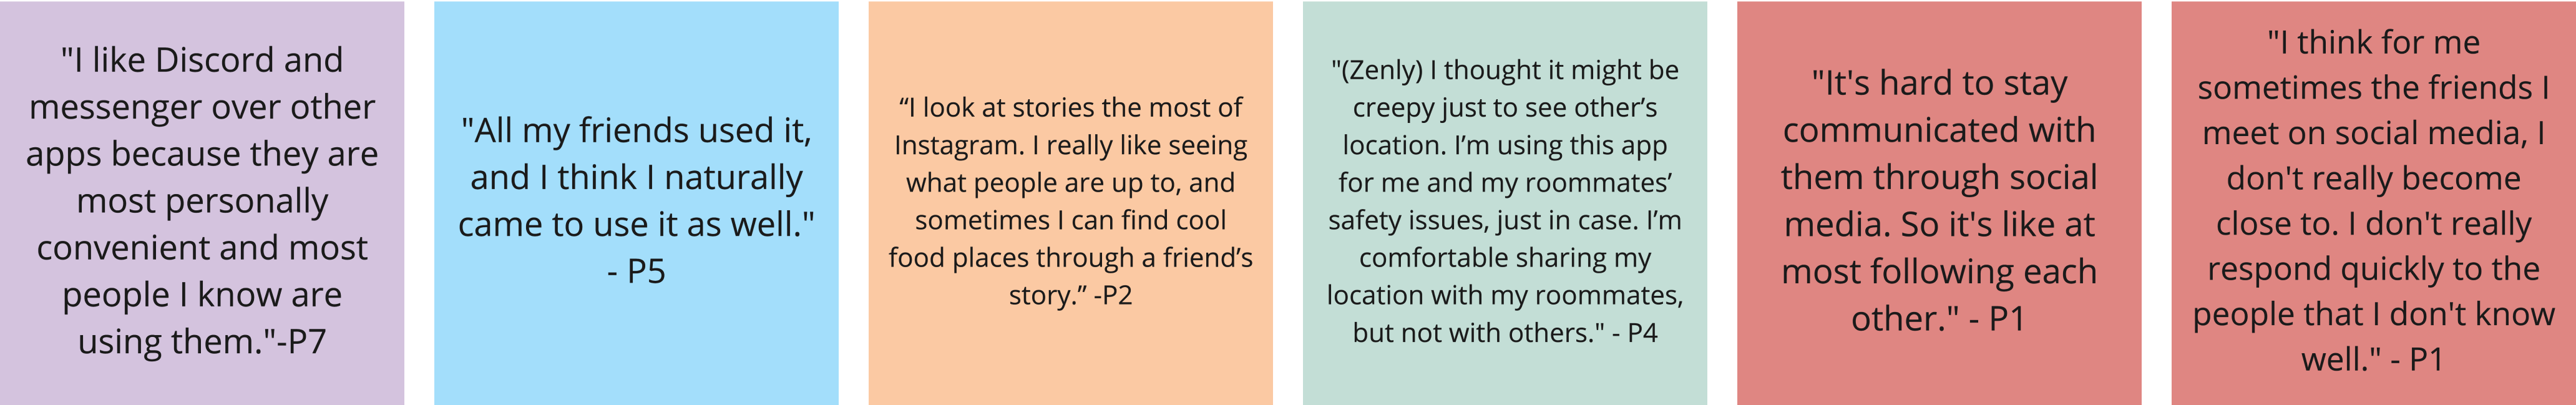 "I like Discord and
messenger over other
apps because they are
most personally
convenient and most
people I know are
using them."-P7
"All my friends used it,
and I think I naturally
came to use it as well."
- P5
“I look at stories the most of
Instagram. I really like seeing
what people are up to, and
sometimes I can find cool
food places through a friend’s
story.” -P2
"(Zenly) I thought it might be
creepy just to see other’s
location. I’m using this app
for me and my roommates’
safety issues, just in case. I’m
comfortable sharing my
location with my roommates,
but not with others." - P4
"It's hard to stay
communicated with
them through social
media. So it's like at
most following each
other." - P1
"I think for me
sometimes the friends I
meet on social media, I
don't really become
close to. I don't really
respond quickly to the
people that I don't know
well." - P1